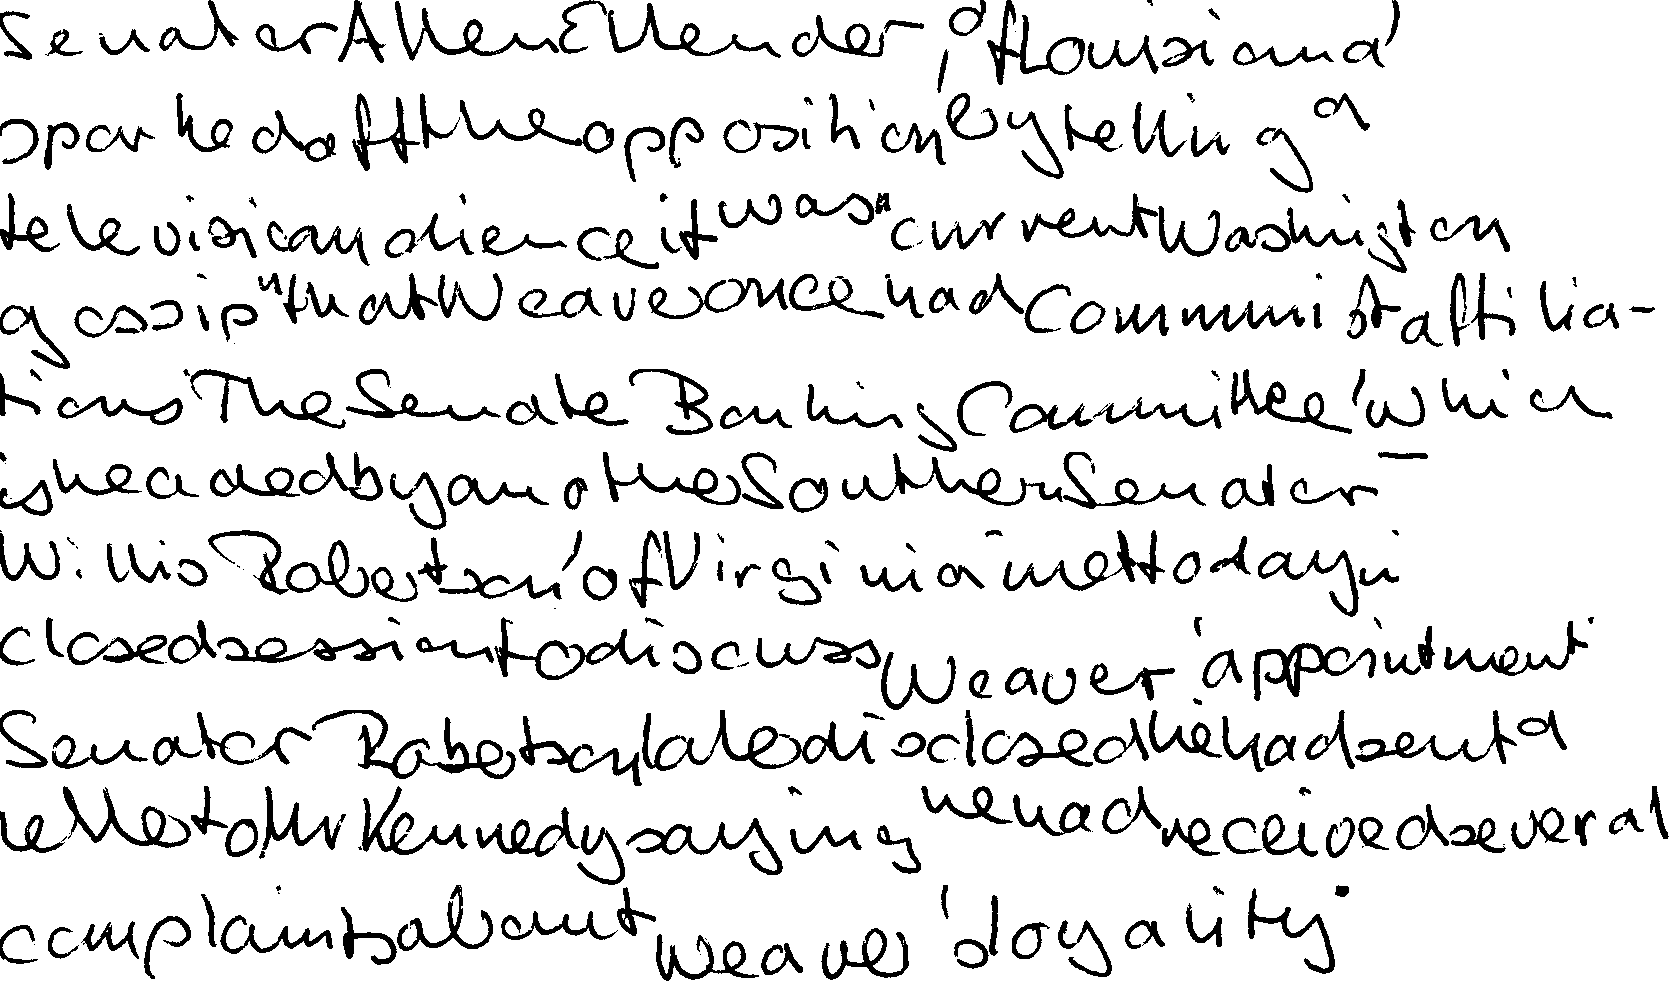 Senator Allen Ellender, of Louisiana'
sparked off the opposition by telling a
television audience it was "current Washington
gossip" that Weaver once had Communist affilia-
tions The Senate Banking Committee 'which
is headed by another Southern Senator -
Willis Robertson' of Virginia - met today in
closed session to discuss Weaver 'appointment'
Senator Robertson later disclosed he had sent a
letter to Mr Kennedy saying he had received several
complaints about Weaver 's loyality.